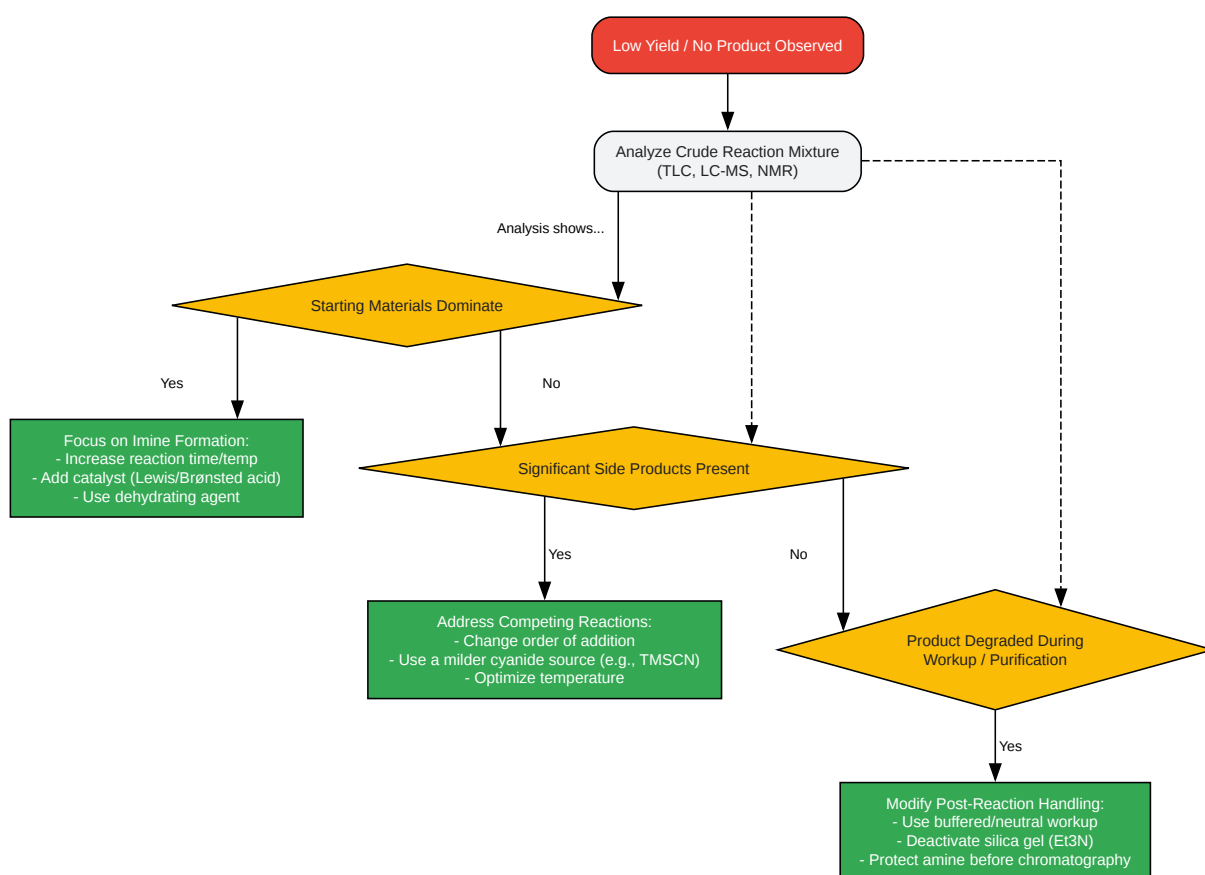 Low Yield / No Product Observed
Analyze Crude Reaction Mixture
(TLC, LC-MS, NMR)
Analysis shows...
Starting Materials Dominate
Yes
No
Focus on Imine Formation:
- Increase reaction time/temp
- Add catalyst (Lewis/Brønsted acid)
- Use dehydrating agent
Significant Side Products Present
Yes
No
Address Competing Reactions:
- Change order of addition
- Use a milder cyanide source (e.g., TMSCN)
- Optimize temperature
Product Degraded During
Workup / Purification
Yes
Modify Post-Reaction Handling:
- Use buffered/neutral workup
- Deactivate silica gel (Et3N)
- Protect amine before chromatography